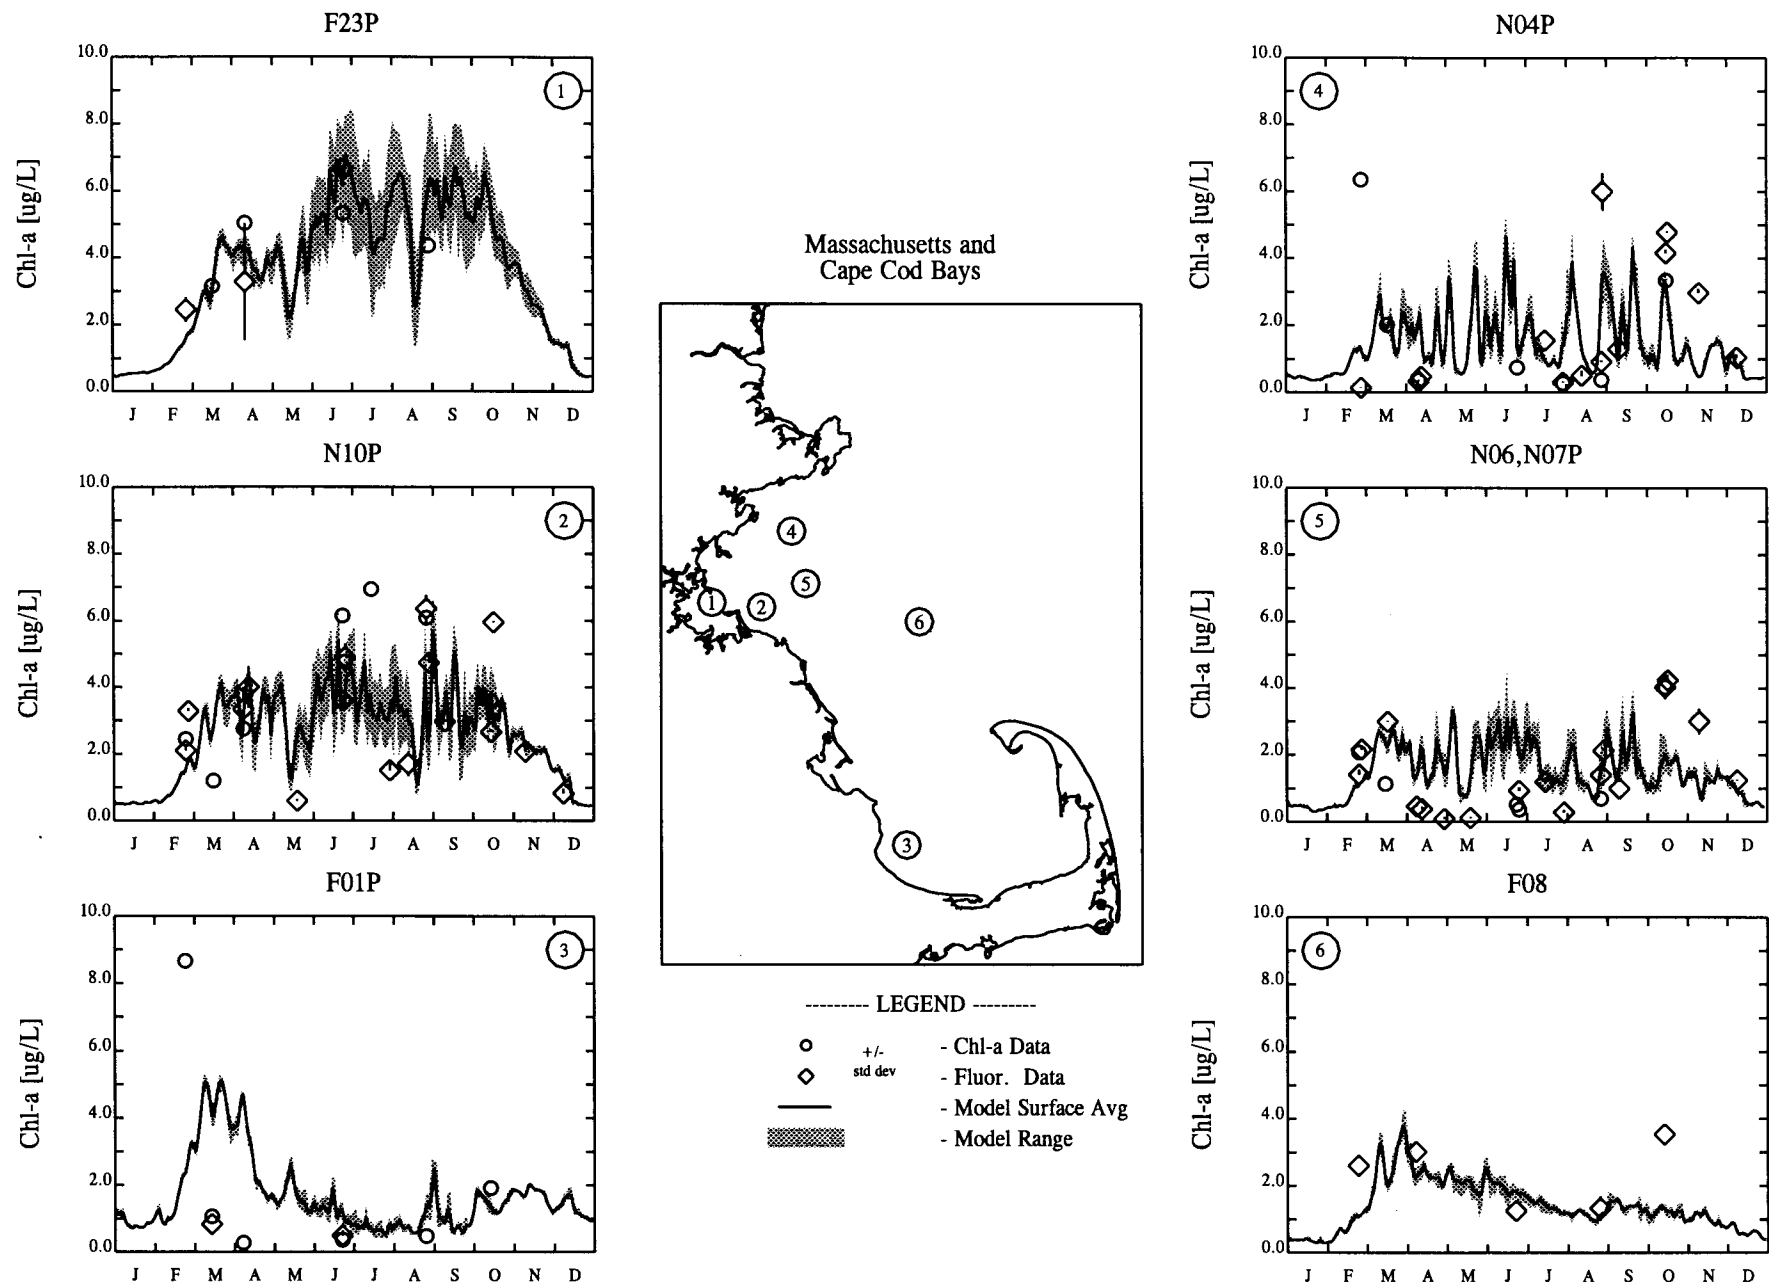 F23P
10.0
8.0
6.0
4.0
2.0
0.0
Chl-a [ug/L]
1
J F M A M J J A S O N D
N10P
10.0
8.0
6.0
4.0
2.0
0.0
Chl-a [ug/L]
2
J F M A M J J A S O N D
F01P
10.0
8.0
6.0
4.0
2.0
0.0
Chl-a [ug/L]
3
J F M A M J J A S O N D
Massachusetts and
Cape Cod Bays
4
5
1
2
6
3
--------- LEGEND ---------
+/-
std dev
- Chl-a Data
- Fluor. Data
- Model Surface Avg
- Model Range
N04P
10.0
8.0
6.0
4.0
2.0
0.0
Chl-a [ug/L]
4
J F M A M J J A S O N D
N06,N07P
10.0
8.0
6.0
4.0
2.0
0.0
Chl-a [ug/L]
5
J F M A M J J A S O N D
F08
10.0
8.0
6.0
4.0
2.0
0.0
Chl-a [ug/L]
6
J F M A M J J A S O N D